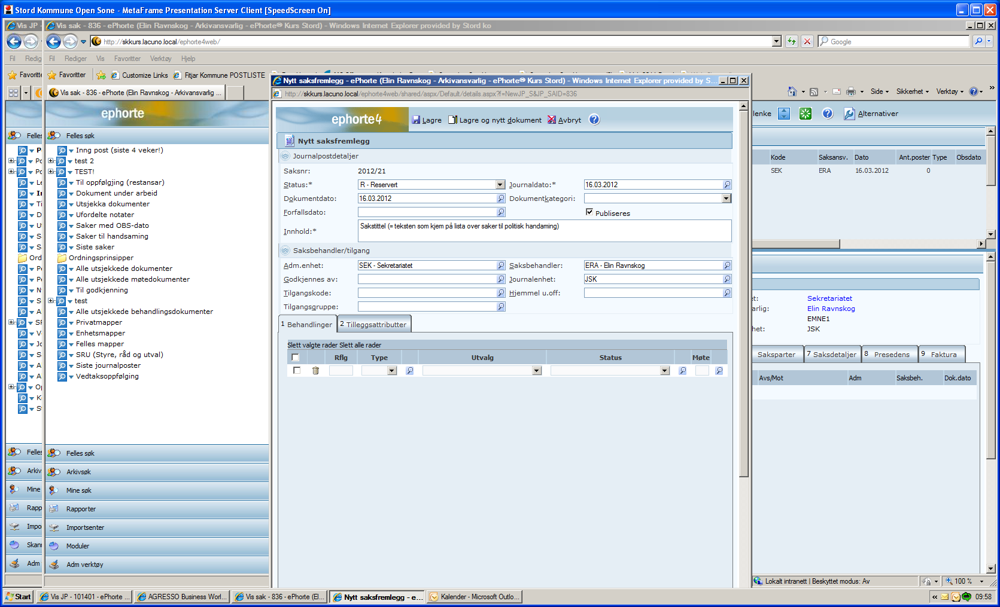 Stord Kommune Open Sone - MetaFrame Presentation Server Client [SpeedScreen On]
Vis JP - Vis sak - 836 - ePhorte (Elin Ravnskog - Arkivansvarlig - ePhorte® Kurs Stord) - Windows Internet Explorer provided by Stord ko
http://skkurs.lacuno.local/ephorte4web/ Google
Fil Redig Fil Rediger Vis Favoritter Verktøy Hjelp
Favoritte Favoritter Customize Links Fitjar Kommune POSTLISTE
Vis sak - 836 - ePhorte (Elin Ravnskog - Arkivansvarlig ... Side Sikkerhet Verktøy »
Nytt saksfremlegg - ePhorte (Elin Ravnskog - Arkivansvarlig - ePhorte® Kurs Stord) - Windows Internet Explorer provided by S...
http://skkurs.lacuno.local/ephorte4web/shared/aspx/Default/details.aspx?f=NewJP_S&JP_SAID=836
ephorte
ephorte4 Lagre Lagre og nytt dokument Avbryt
lenke Alternativer
Felles Felles søk
P Inng post (siste 4 veker!)
Po test 2
Po TEST!
Le Til oppfølgjing (restansar)
In Dokument under arbeid
Ti Utsjekka dokumenter
D Ufordelte notater
U Saker med OBS-dato
S Saker til handsaming
S Siste saker
Ord Ordningsprinsipper
P Alle utsjekkede dokumenter
P Alle utsjekkede møtedokumenter
N Til godkjenning
S test
A Alle utsjekkede behandlingsdokumenter
SR Privatmapper
V Enhetsmapper
Jo Felles mapper
S SRU (Styre, råd og utval)
A Siste journalposter
A Vedtaksoppfølging
Op
K
S
Felles Felles søk
Arkiv Arkivsøk
Mine Mine søk
Rapp Rapporter
Impo Importsenter
Skan Moduler
Adm Adm verktøy
Nytt saksfremlegg
Journalpostdetaljer
Saksnr: 2012/21
Status:* R - Reservert Journaldato:* 16.03.2012
Dokumentdato: 16.03.2012 Dokumentkategori:
Forfallsdato: Publiseres
Innhold:* Sakstittel (= teksten som kjem på lista over saker til politisk handaming)
Saksbehandler/tilgang
Adm.enhet: SEK - Sekretariatet Saksbehandler: ERA - Elin Ravnskog
Godkjennes av: Journalenhet: JSK
Tilgangskode: Hjemmel u.off:
Tilgangsgruppe:
1 Behandlinger 2 Tilleggsattributter
Slett valgte rader Slett alle rader
Rflg Type Utvalg Status Møte
Kode Saksansv. Dato Ant.poster Type Obsdato
SEK ERA 16.03.2012 0
et: Sekretariatet
arlig: Elin Ravnskog
EMNE1
het: JSK
Saksparter 7 Saksdetaljer 8 Presedens 9 Faktura
Avs/Mot Adm Saksbeh. Dok.dato
Lokalt intranett | Beskyttet modus: Av 100 %
Start Vis JP - 101401 - ePhorte ... AGRESSO Business Worl... Vis sak - 836 - ePhorte (El... Nytt saksfremlegg - e... Kalender - Microsoft Outlo... « 09:58